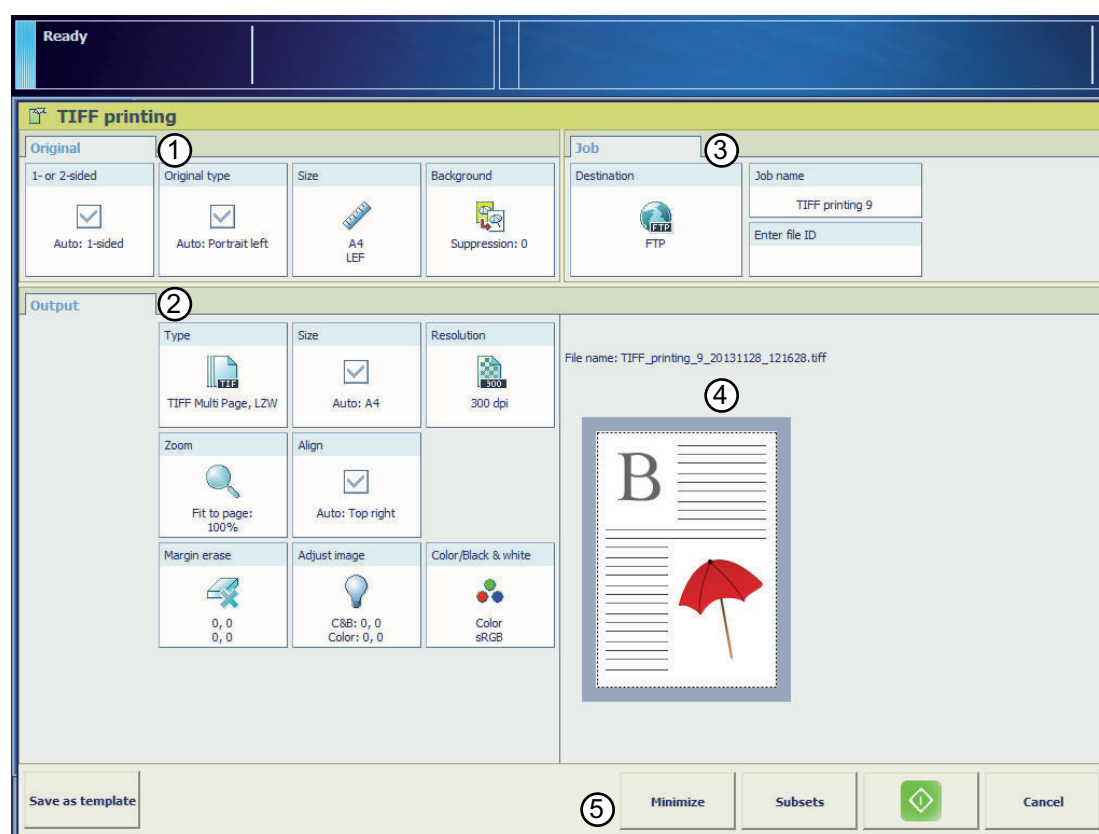 Ready
TIFF printing
Original
1
1- or 2-sided
Auto: 1-sided
Original type
Auto: Portrait left
Size
A4
LEF
Background
Suppression: 0
Job
3
Destination
FTP
FTP
Job name
TIFF printing 9
Enter file ID
Output
2
Type
TIF
TIFF Multi Page, LZW
Size
Auto: A4
Resolution
300
300 dpi
Zoom
Fit to page:
100%
Align
Auto: Top right
Margin erase
0, 0
0, 0
Adjust image
C&B: 0, 0
Color: 0, 0
Color/Black & white
Color
sRGB
File name: TIFF_printing_9_20131128_121628.tiff
4
B
Save as template
5
Minimize
Subsets
Cancel